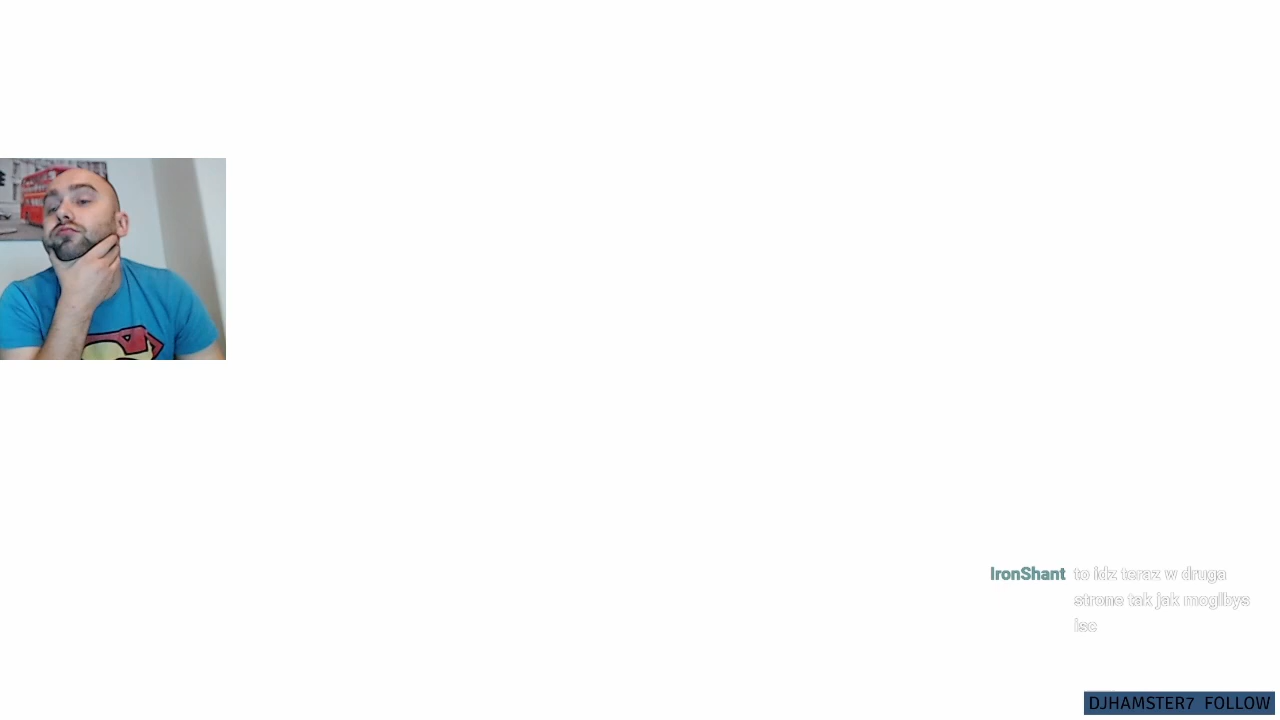 IronShant to idz teraz w druga
strone tak jak moglbys
isc
DJHAMSTER7 FOLLOW